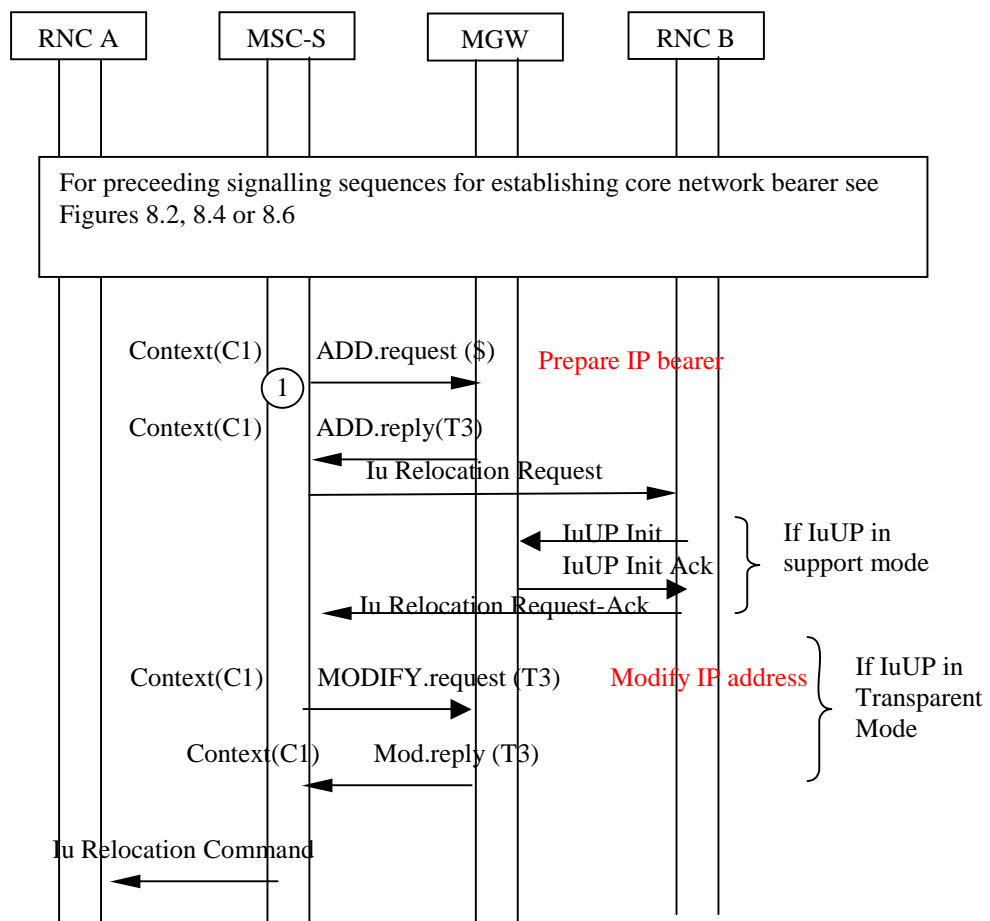 RNC A
MSC-S
MGW
RNC B
For preceeding signalling sequences for establishing core network bearer see
Figures 8.2, 8.4 or 8.6
Context(C1)
ADD.request ($)
Prepare IP bearer
1
Context(C1)
ADD.reply(T3)
Iu Relocation Request
IuUP Init
If IuUP in
support mode
IuUP Init Ack
Iu Relocation Request-Ack
Context(C1)
MODIFY.request (T3)
Modify IP address
If IuUP in
Transparent
Mode
Context(C1)
Mod.reply (T3)
Iu Relocation Command